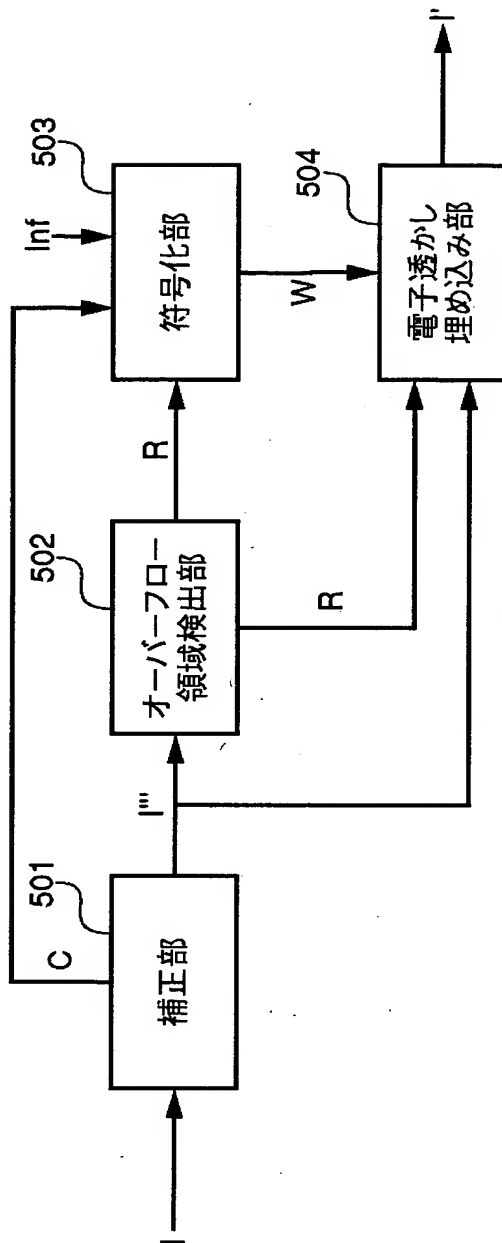 I
501
補正部
C
I'''
502
オーバーフロー
領域検出部
R
R
Inf
503
符号化部
W
504
電子透かし
埋め込み部
I'